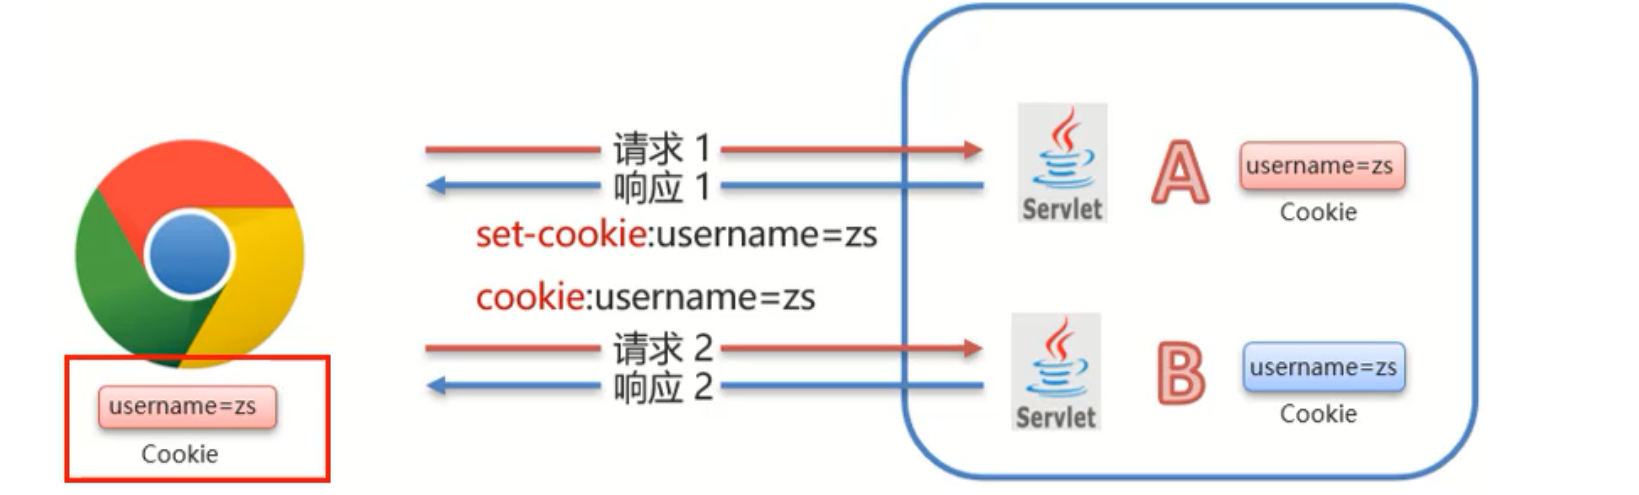 请求 1
响应 1
set-cookie:username=zs
cookie:username=zs
请求 2
响应 2
username=zs
Cookie
Servlet
A
username=zs
Cookie
Servlet
B
username=zs
Cookie